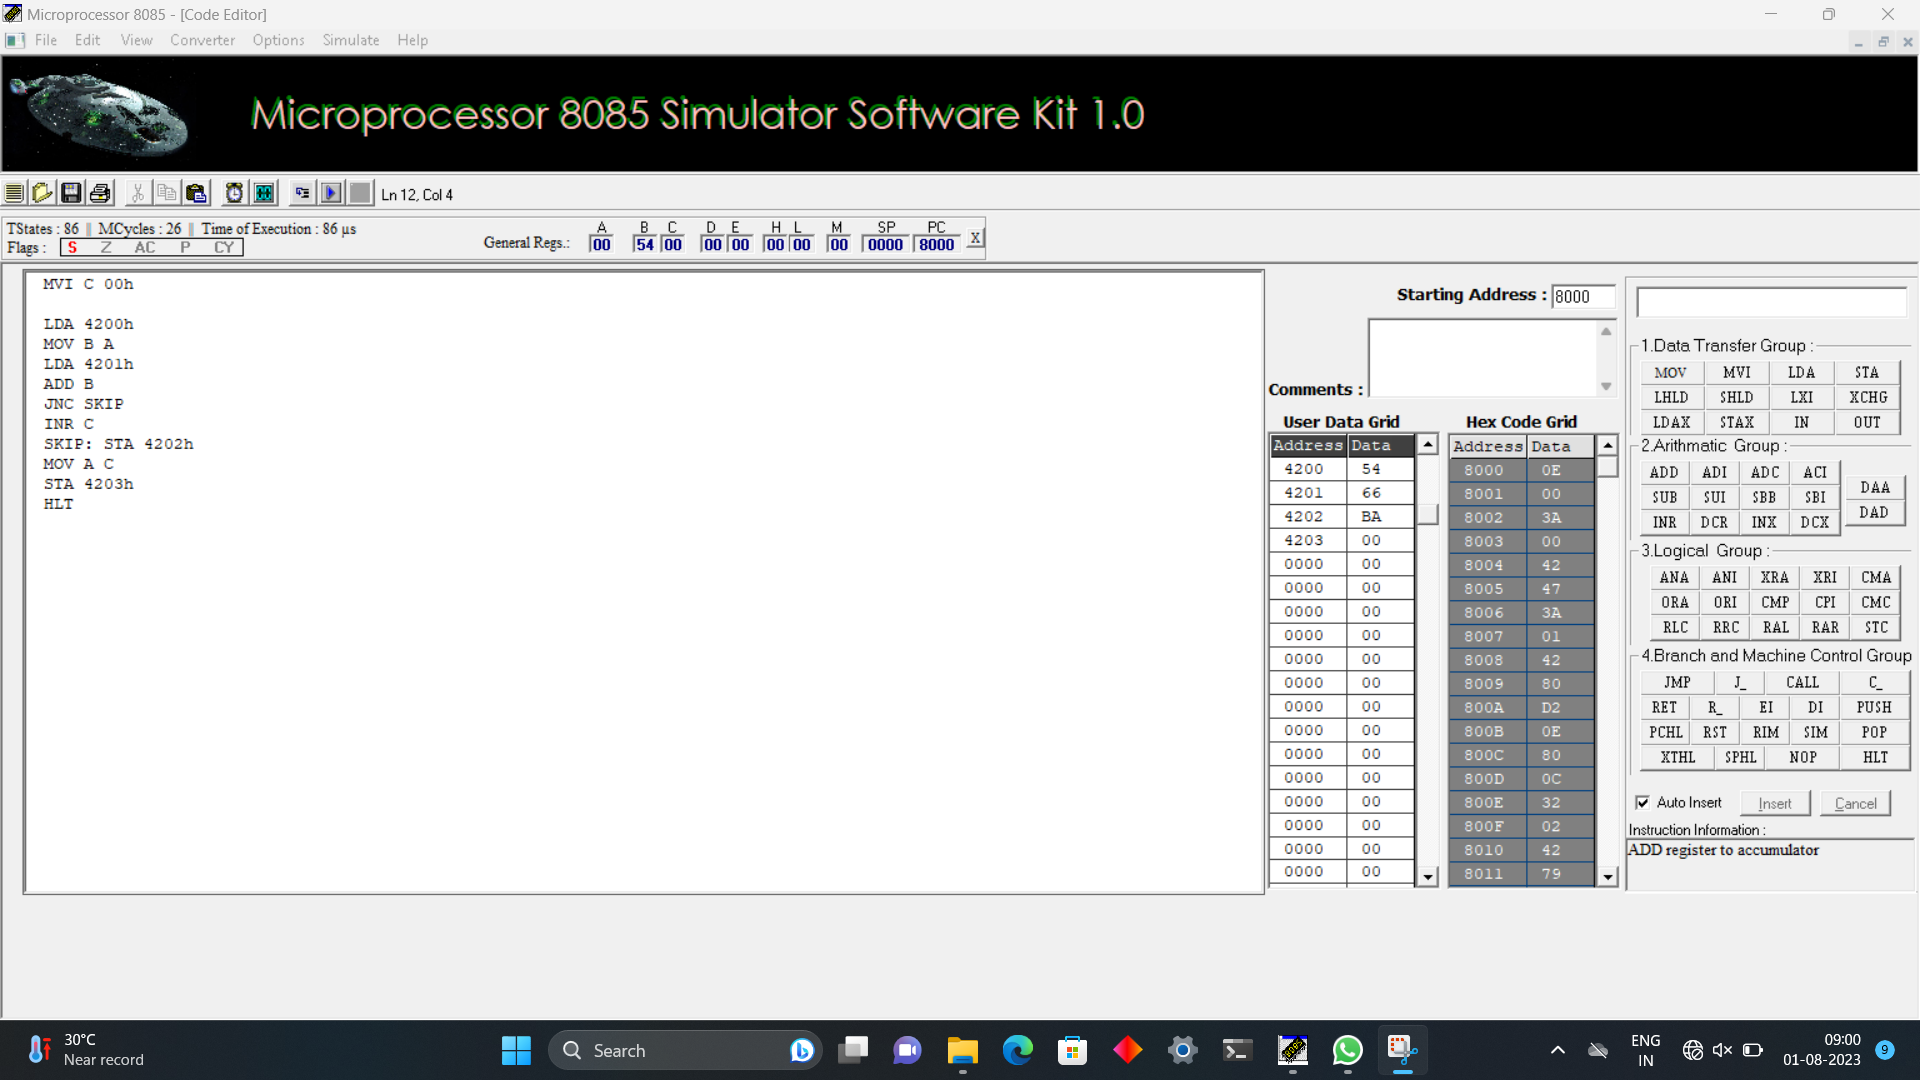 Microprocessor 8085 - [Code Editor]
File Edit View Converter Options Simulate Help
Microprocessor 8085 Simulator Software Kit 1.0
Ln 12, Col 4
TStates : 86 || MCycles : 26 || Time of Execution : 86 µs
Flags : S Z AC P CY
General Regs.:
A B C D E H L M SP PC
00 54 00 00 00 00 00 00 0000 8000 X
MVI C 00h
LDA 4200h
MOV B A
LDA 4201h
ADD B
JNC SKIP
INR C
SKIP: STA 4202h
MOV A C
STA 4203h
HLT
Starting Address : 8000
Comments :
User Data Grid
Address Data
4200 54
4201 66
4202 BA
4203 00
0000 00
0000 00
0000 00
0000 00
0000 00
0000 00
0000 00
0000 00
0000 00
0000 00
0000 00
0000 00
0000 00
0000 00
Hex Code Grid
Address Data
8000 0E
8001 00
8002 3A
8003 00
8004 42
8005 47
8006 3A
8007 01
8008 42
8009 80
800A D2
800B 0E
800C 80
800D 0C
800E 32
800F 02
8010 42
8011 79
1.Data Transfer Group :
MOV MVI LDA STA
LHLD SHLD LXI XCHG
LDAX STAX IN OUT
2.Arithmatic Group :
ADD ADI ADC ACI
SUB SUI SBB SBI
INR DCR INX DCX
DAA
DAD
3.Logical Group :
ANA ANI XRA XRI CMA
ORA ORI CMP CPI CMC
RLC RRC RAL RAR STC
4.Branch and Machine Control Group
JMP J_ CALL C_
RET R_ EI DI PUSH
PCHL RST RIM SIM POP
XTHL SPHL NOP HLT
Auto Insert Insert Cancel
Instruction Information :
ADD register to accumulator
30°C
Near record
Search
8085
ENG
IN
09:00
01-08-2023
9